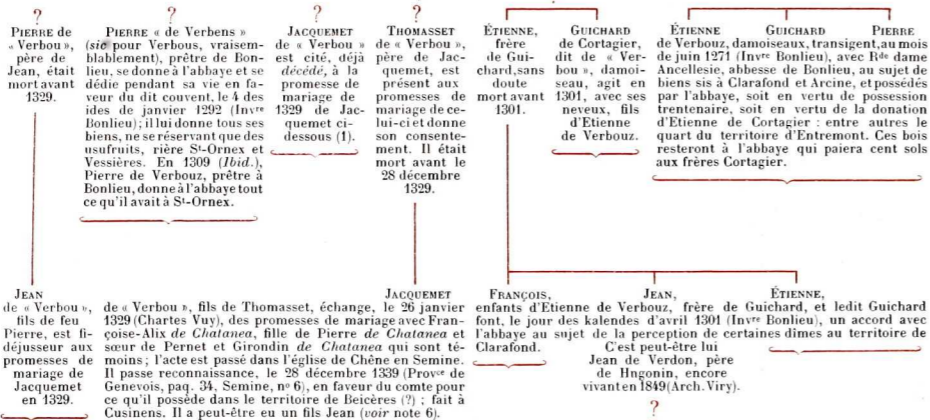 ?
PIERRE de
« Verbou »,
père de
Jean, était
mort avant
1329.
?
PIERRE « de Verbens »
(sic pour Verbous, vraisem-
blablement), prêtre de Bon-
lieu, se donne à l'abbaye et se
dédie pendant sa vie en fa-
veur du dit couvent, le 4 des
ides de janvier 1292 (Invre
Bonlieu); il lui donne tous ses
biens, ne se réservant que des
usufruits, rière St-Ornex et
Vessières. En 1309 (Ibid.),
Pierre de Verbouz, prêtre à
Bonlieu, donne à l'abbaye tout
ce qu'il avait à St-Ornex.
?
JACQUEMET
de « Verbou »
est cité, déjà
décédé, à la
promesse de
mariage de
1329 de Jac-
quemet ci-
dessous (1).
?
THOMASSET
de « Verbou »,
père de Jac-
quemet, est
présent aux
promesses de
mariage de ce-
lui-ci et donne
son consente-
ment. Il était
mort avant le
28 décembre
1329.
ÉTIENNE,
frère
de Gui-
chard, sans
doute
mort avant
1301.
GUICHARD
de Cortagier,
dit de « Ver-
bou », damoi-
seau, agit en
1301, avec ses
neveux, fils
d'Etienne
de Verbouz.
?
ÉTIENNE GUICHARD PIERRE
de Verbouz, damoiseaux, transigent, au mois
de juin 1271 (Invre Bonlieu), avec Rde dame
Ancellesie, abbesse de Bonlieu, au sujet de
biens sis à Clarafond et Arcine, et possédés
par l'abbaye, soit en vertu de possession
trentenaire, soit en vertu de la donation
d'Etienne de Cortagier : entre autres le
quart du territoire d'Entremont. Ces bois
resteront à l'abbaye qui paiera cent sols
aux frères Cortagier.
JEAN
de « Verbou »,
fils de feu
Pierre, est fi-
déjusseur aux
promesses de
mariage de
Jacquemet
en 1329.
JACQUEMET
de « Verbou », fils de Thomasset, échange, le 26 janvier
1329 (Chartes Vuy), des promesses de mariage avec Fran-
çoise-Alix de Chatanea, fille de Pierre de Chatanea et
sœur de Pernet et Girondin de Chatanea qui sont té-
moins; l'acte est passé dans l'église de Chêne en Semine.
Il passe reconnaissance, le 28 décembre 1339 (Provce de
Genevois, paq. 34, Semine, no 6), en faveur du comte pour
ce qu'il possède dans le territoire de Beicères (?) ; fait à
Cusinens. Il a peut-être eu un fils Jean (voir note 6).
FRANÇOIS, JEAN, ÉTIENNE,
enfants d'Etienne de Verbouz, frère de Guichard, et ledit Guichard
font, le jour des kalendes d'avril 1301 (Invre Bonlieu), un accord avec
l'abbaye au sujet de la perception de certaines dîmes au territoire de
Clarafond.
C'est peut-être lui
Jean de Verdon, père
de Hngonin, encore
vivant en 1849 (Arch. Viry).
?